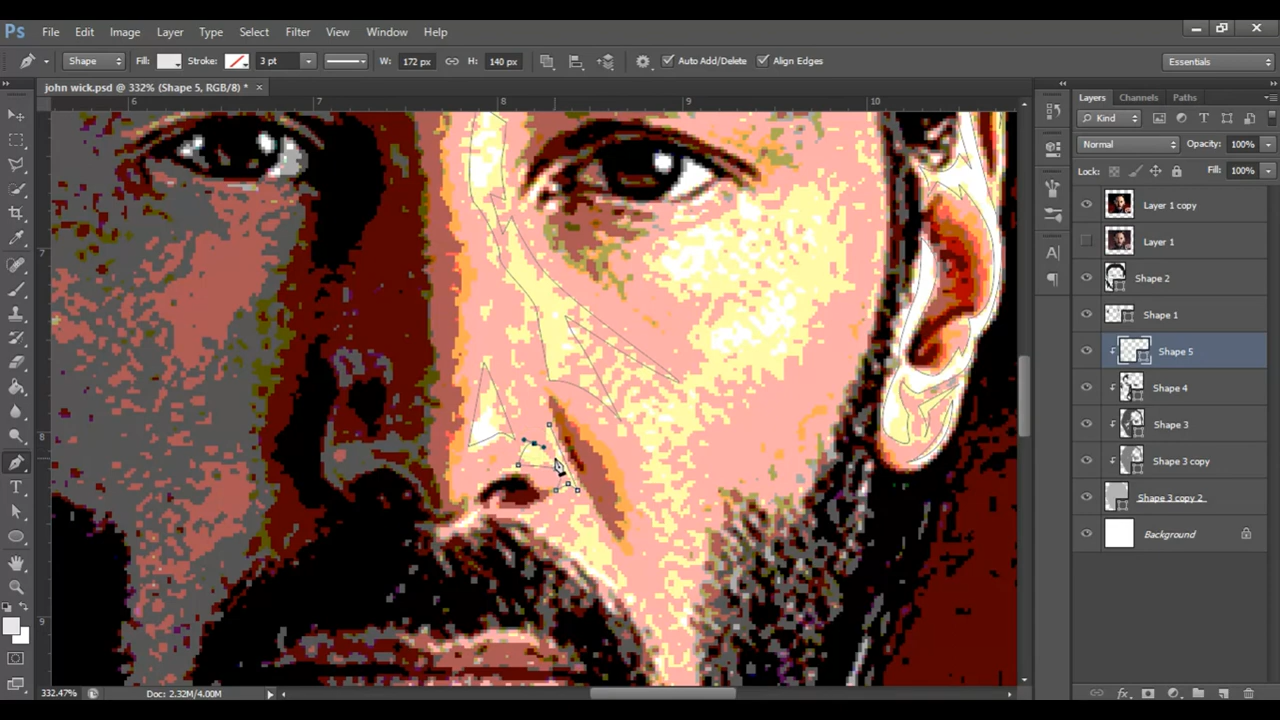 Ps File Edit Image Layer Type Select Filter View Window Help
Shape Fill: Stroke: 3 pt W: 172 px H: 140 px Auto Add/Delete Align Edges Essentials
john wick.psd @ 332% (Shape 5, RGB/8) * ×
6 7 8 9 10
7
8
9
Layers Channels Paths
Kind
Normal Opacity: 100%
Lock: Fill: 100%
Layer 1 copy
Layer 1
Shape 2
Shape 1
Shape 5
Shape 4
Shape 3
Shape 3 copy
Shape 3 copy 2
Background
332.47% Doc: 2.32M/4.00M